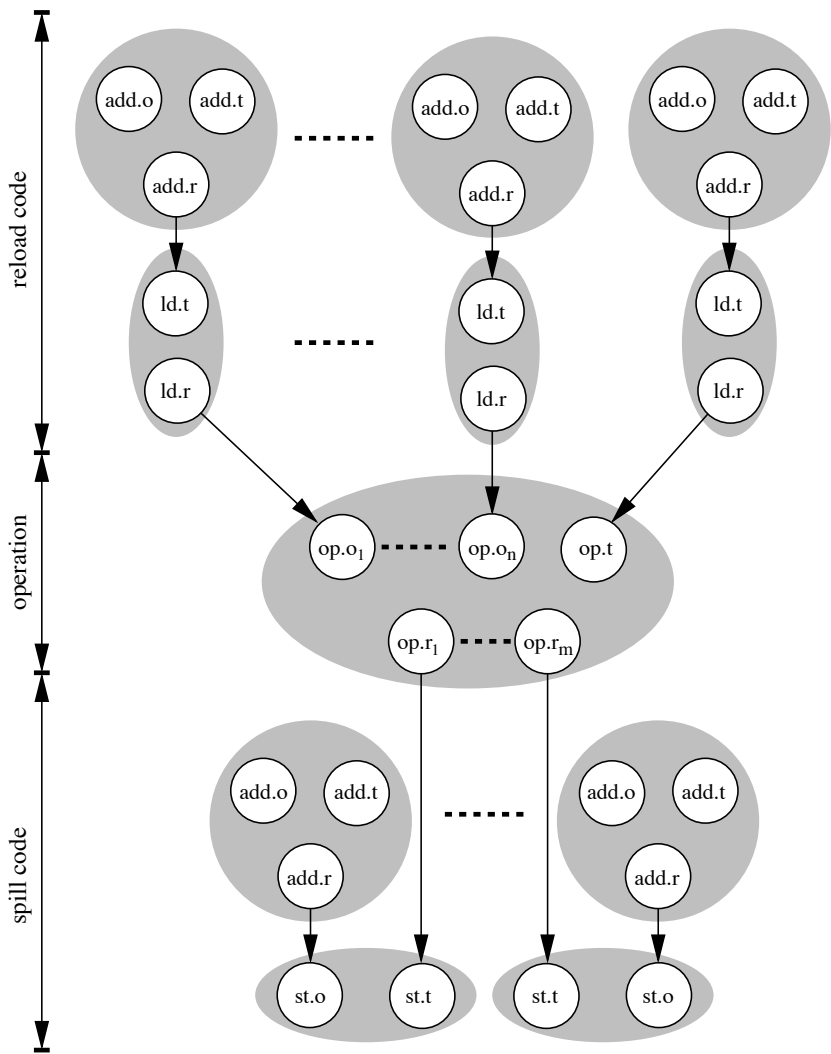 add.o add.t add.o add.t add.o add.t
add.r add.r add.r
reload code
ld.t ld.t ld.t
ld.r ld.r ld.r
operation
op.o1 op.on op.t
op.r1 op.rm
spill code
add.o add.t add.o add.t
add.r add.r
st.o st.t st.t st.o